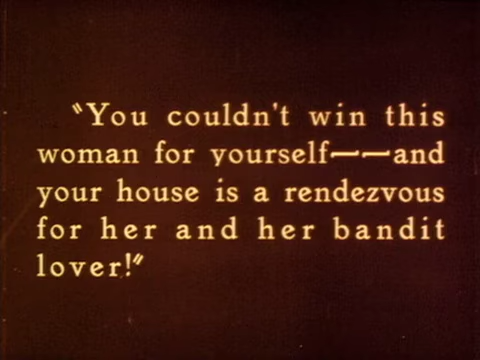 "You couldn't win this
woman for yourself——and
your house is a rendezvous
for her and her bandit
lover!"